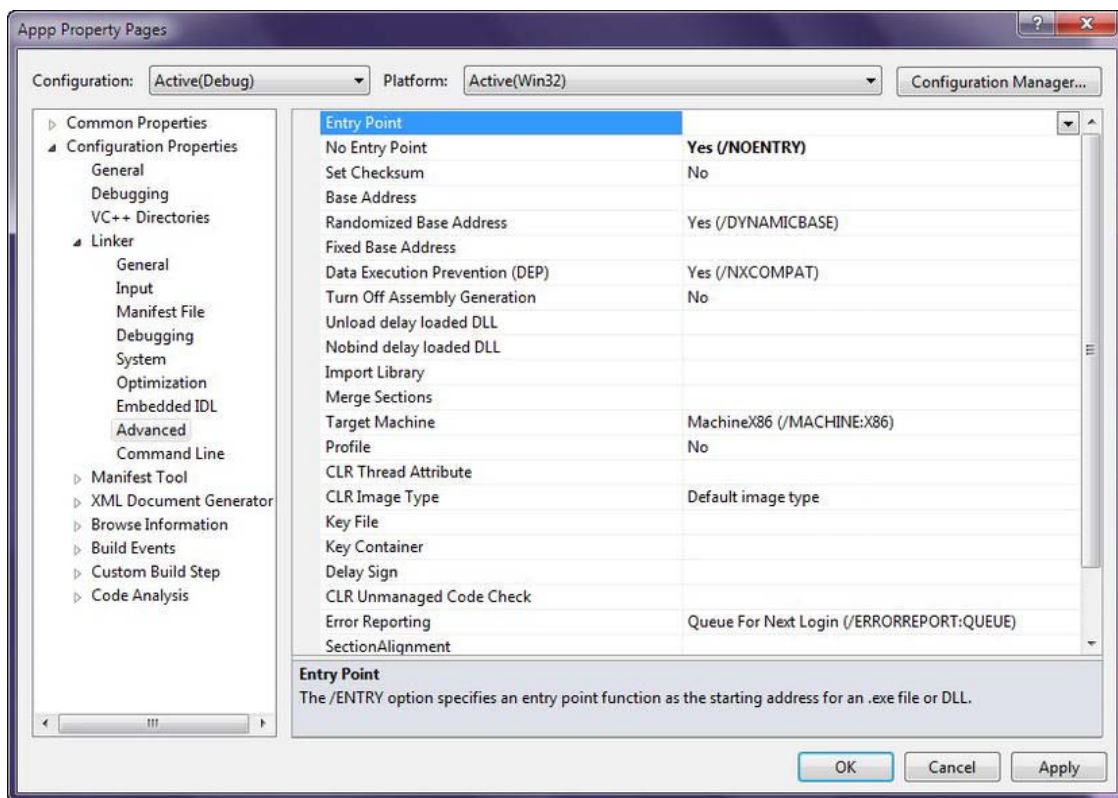 Appp Property Pages
Configuration: Active(Debug) Platform: Active(Win32) Configuration Manager...
Common Properties
Configuration Properties
General
Debugging
VC++ Directories
Linker
General
Input
Manifest File
Debugging
System
Optimization
Embedded IDL
Advanced
Command Line
Manifest Tool
XML Document Generator
Browse Information
Build Events
Custom Build Step
Code Analysis
Entry Point
No Entry Point Yes (/NOENTRY)
Set Checksum No
Base Address
Randomized Base Address Yes (/DYNAMICBASE)
Fixed Base Address
Data Execution Prevention (DEP) Yes (/NXCOMPAT)
Turn Off Assembly Generation No
Unload delay loaded DLL
Nobind delay loaded DLL
Import Library
Merge Sections
Target Machine MachineX86 (/MACHINE:X86)
Profile No
CLR Thread Attribute
CLR Image Type Default image type
Key File
Key Container
Delay Sign
CLR Unmanaged Code Check
Error Reporting Queue For Next Login (/ERRORREPORT:QUEUE)
SectionAlignment
Entry Point
The /ENTRY option specifies an entry point function as the starting address for an .exe file or DLL.
OK Cancel Apply